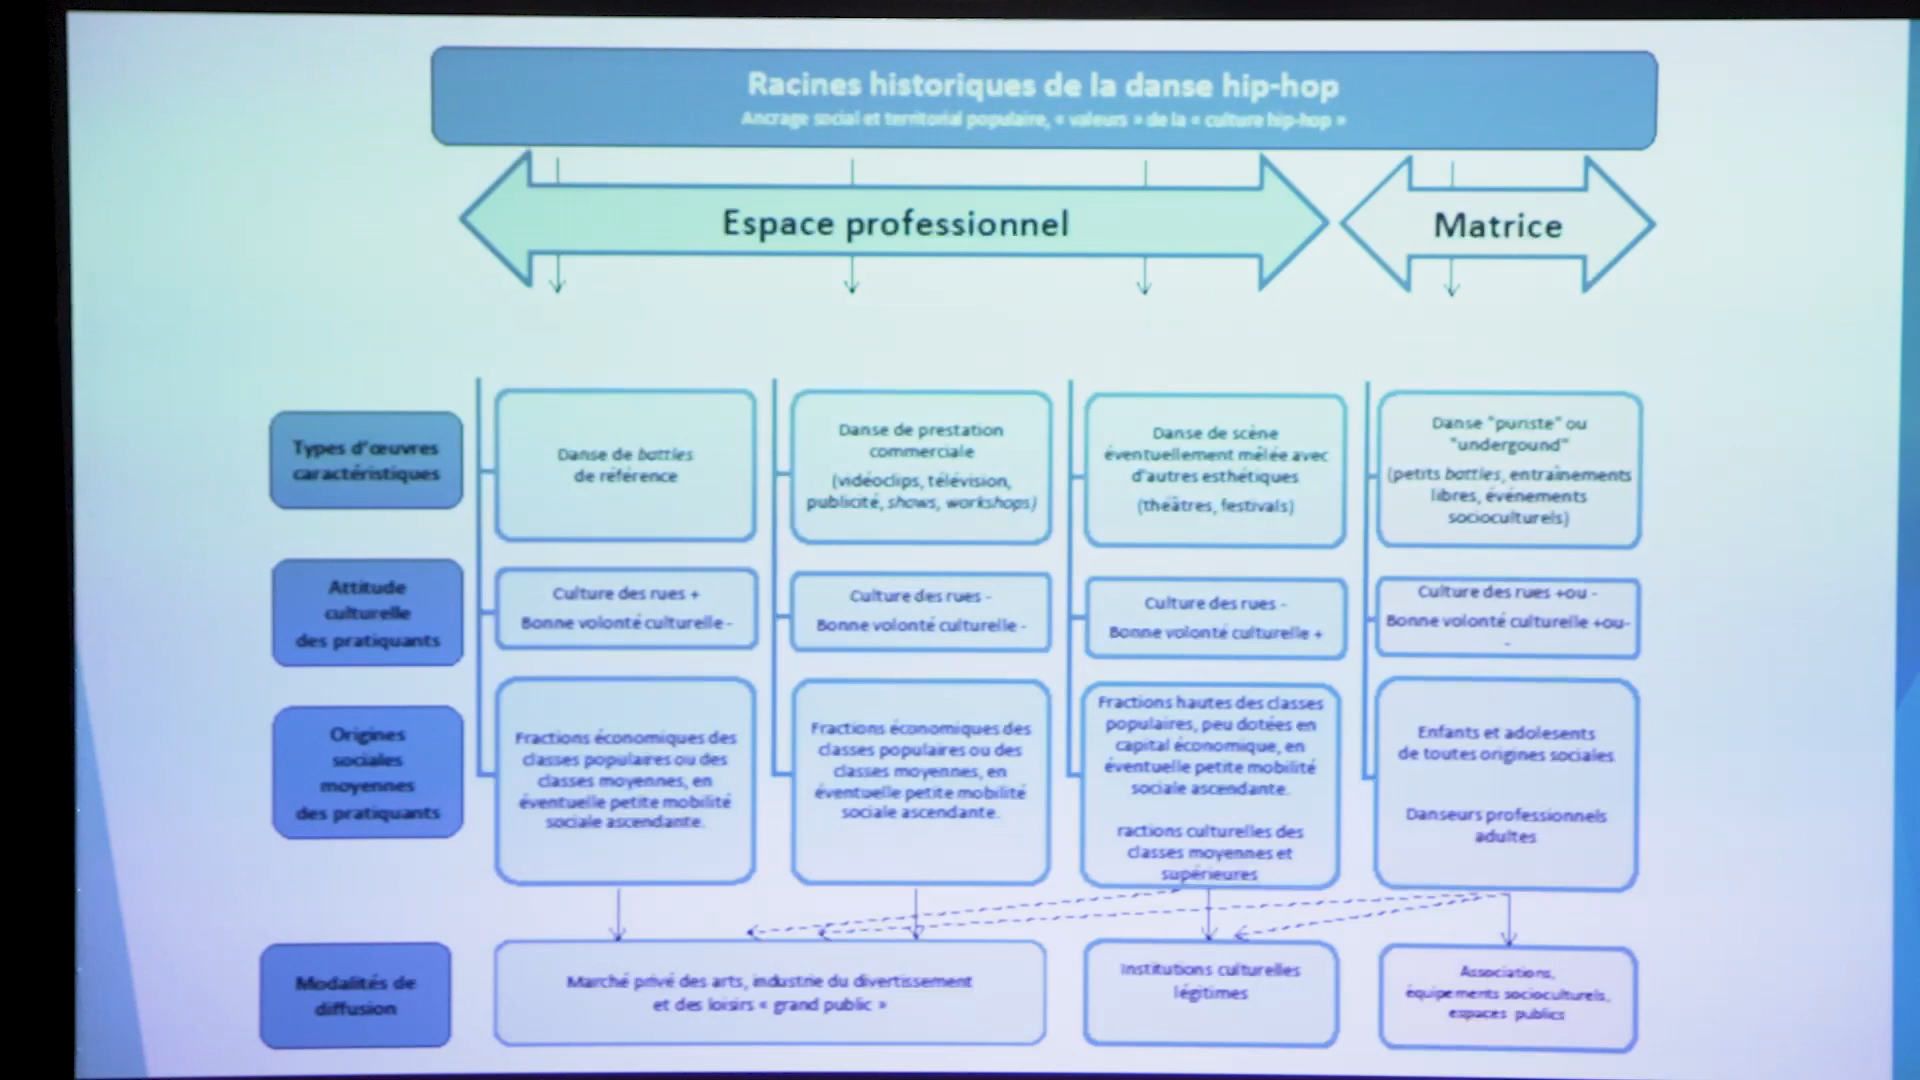 Racines historiques de la danse hip-hop
Ancrage social et territorial populaire, « valeurs » de la « culture hip-hop »
Espace professionnel
Matrice
Types d'œuvres
caractéristiques
Danse de battles
de référence
Danse de prestation
commerciale
(vidéoclips, télévision,
publicité, shows, workshops)
Danse de scène
éventuellement mêlée avec
d'autres esthétiques
(théâtres, festivals)
Danse "puriste" ou
"undergound"
(petits battles, entraînements
libres, événements
socioculturels)
Attitude
culturelle
des pratiquants
Culture des rues +
Bonne volonté culturelle -
Culture des rues -
Bonne volonté culturelle -
Culture des rues -
Bonne volonté culturelle +
Culture des rues +ou -
Bonne volonté culturelle +ou-
-
Origines
sociales
moyennes
des pratiquants
Fractions économiques des
classes populaires ou des
classes moyennes, en
éventuelle petite mobilité
sociale ascendante.
Fractions économiques des
classes populaires ou des
classes moyennes, en
éventuelle petite mobilité
sociale ascendante.
Fractions hautes des classes
populaires, peu dotées en
capital économique, en
éventuelle petite mobilité
sociale ascendante.
ractions culturelles des
classes moyennes et
supérieures
Enfants et adolesents
de toutes origines sociales
Danseurs professionnels
adultes
Modalités de
diffusion
Marché privé des arts, industrie du divertissement
et des loisirs « grand public »
Institutions culturelles
légitimes
Associations,
équipements socioculturels,
espaces publics